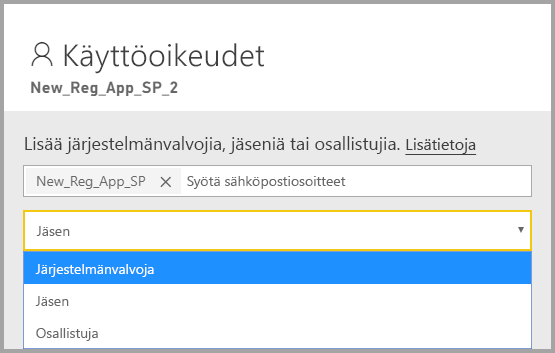 Käyttöoikeudet
New_Reg_App_SP_2
Lisää järjestelmänvalvojia, jäseniä tai osallistujia. Lisätietoja
New_Reg_App_SP Syötä sähköpostiosoitteet
Jäsen
Järjestelmänvalvoja
Jäsen
Osallistuja